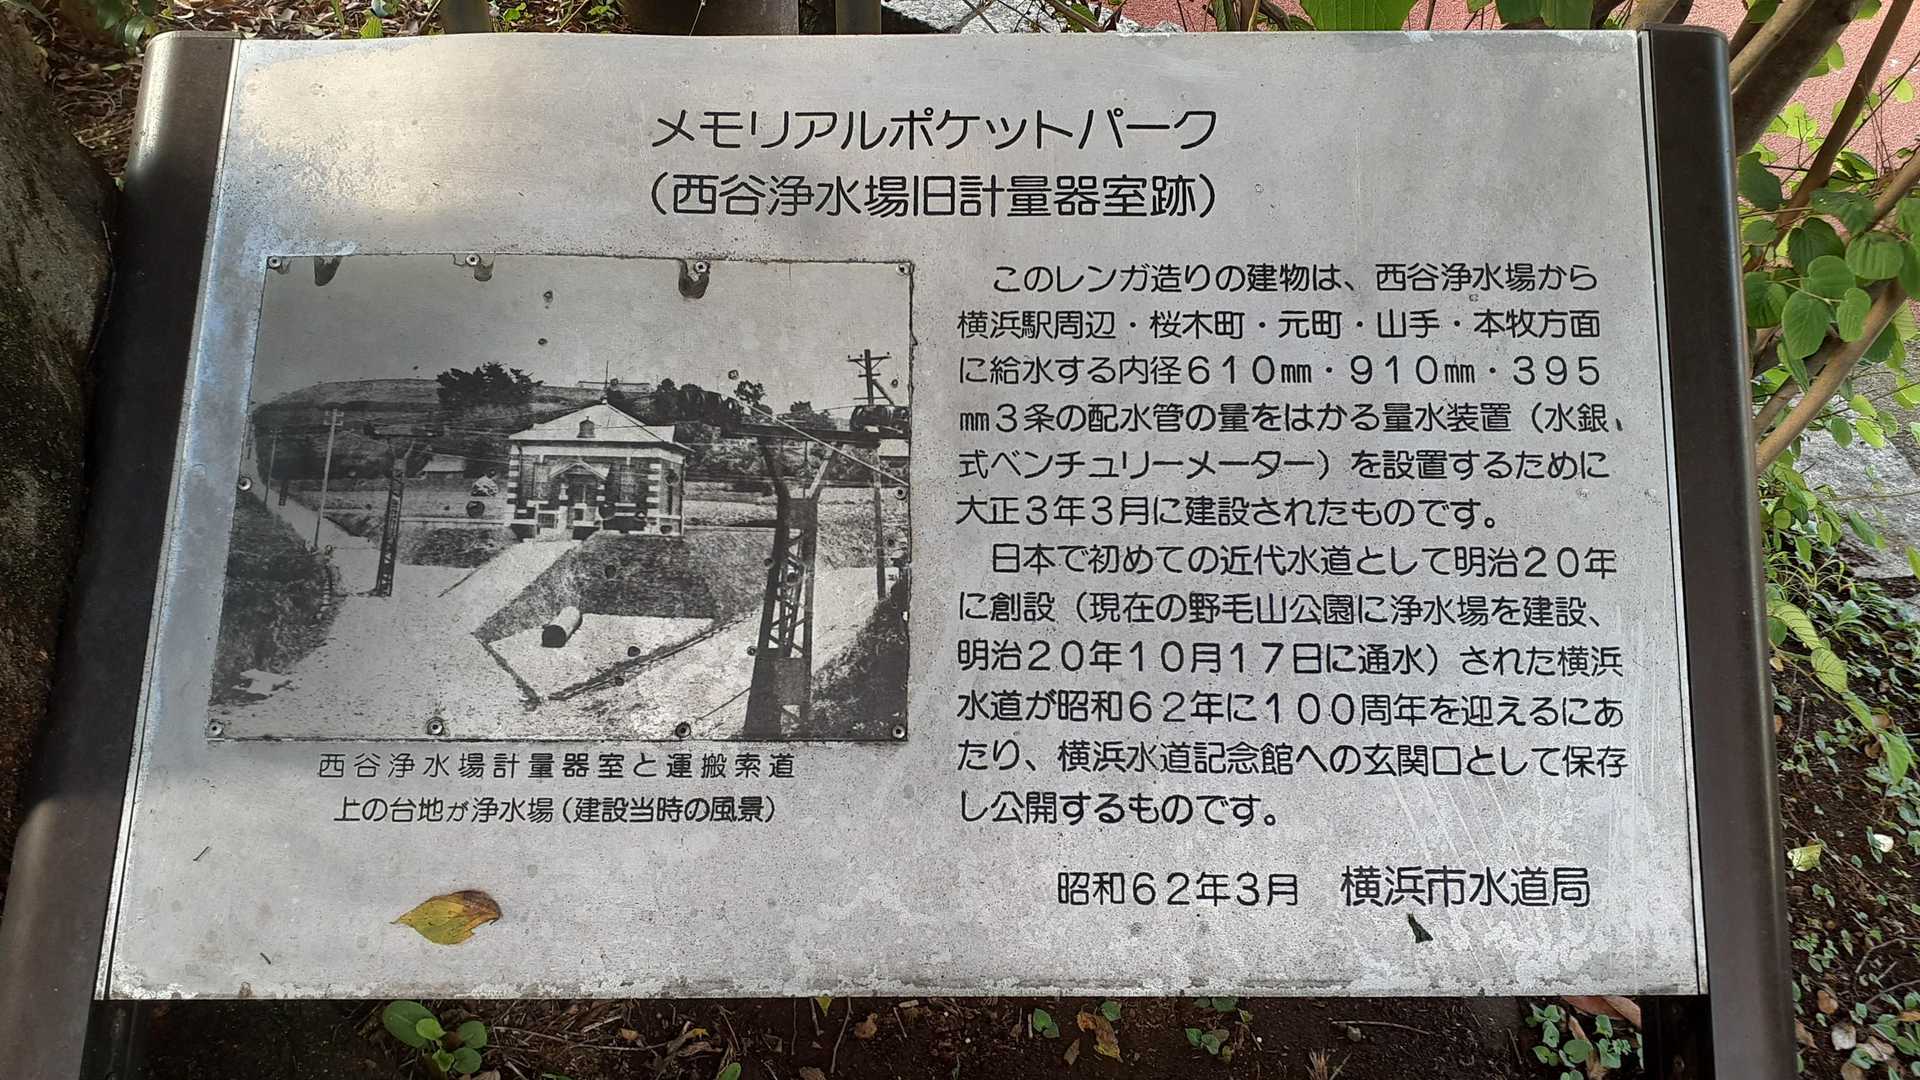 メモリアルポケットパーク
（西谷浄水場旧計量器室跡）
このレンガ造りの建物は、西谷浄水場から
横浜駅周辺・桜木町・元町・山手・本牧方面
に給水する内径６１０㎜・９１０㎜・３９５
㎜３条の配水管の量をはかる量水装置（水銀
式ベンチュリーメーター）を設置するために
大正３年３月に建設されたものです。
日本で初めての近代水道として明治２０年
に創設（現在の野毛山公園に浄水場を建設、
明治２０年１０月１７日に通水）された横浜
水道が昭和６２年に１００周年を迎えるにあ
たり、横浜水道記念館への玄関口として保存
し公開するものです。
昭和６２年３月　横浜市水道局
西谷浄水場計量器室と運搬索道
上の台地が浄水場（建設当時の風景）